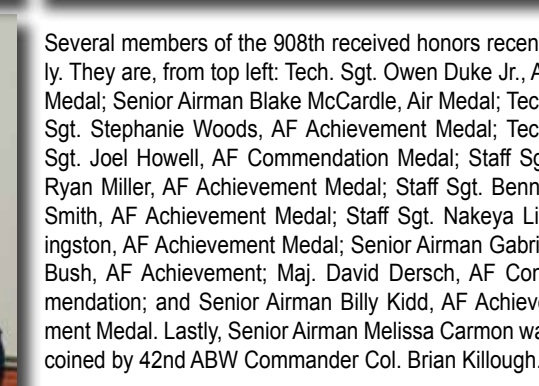 Several members of the 908th received honors recent
ly. They are, from top left: Tech. Sgt. Owen Duke Jr., A
Medal; Senior Airman Blake McCardle, Air Medal; Tec
Sgt. Stephanie Woods, AF Achievement Medal; Tec
Sgt. Joel Howell, AF Commendation Medal; Staff Sg
Ryan Miller, AF Achievement Medal; Staff Sgt. Benn
Smith, AF Achievement Medal; Staff Sgt. Nakeya Li
ingston, AF Achievement Medal; Senior Airman Gabri
Bush, AF Achievement; Maj. David Dersch, AF Com
mendation; and Senior Airman Billy Kidd, AF Achieve
ment Medal. Lastly, Senior Airman Melissa Carmon wa
coined by 42nd ABW Commander Col. Brian Killough.